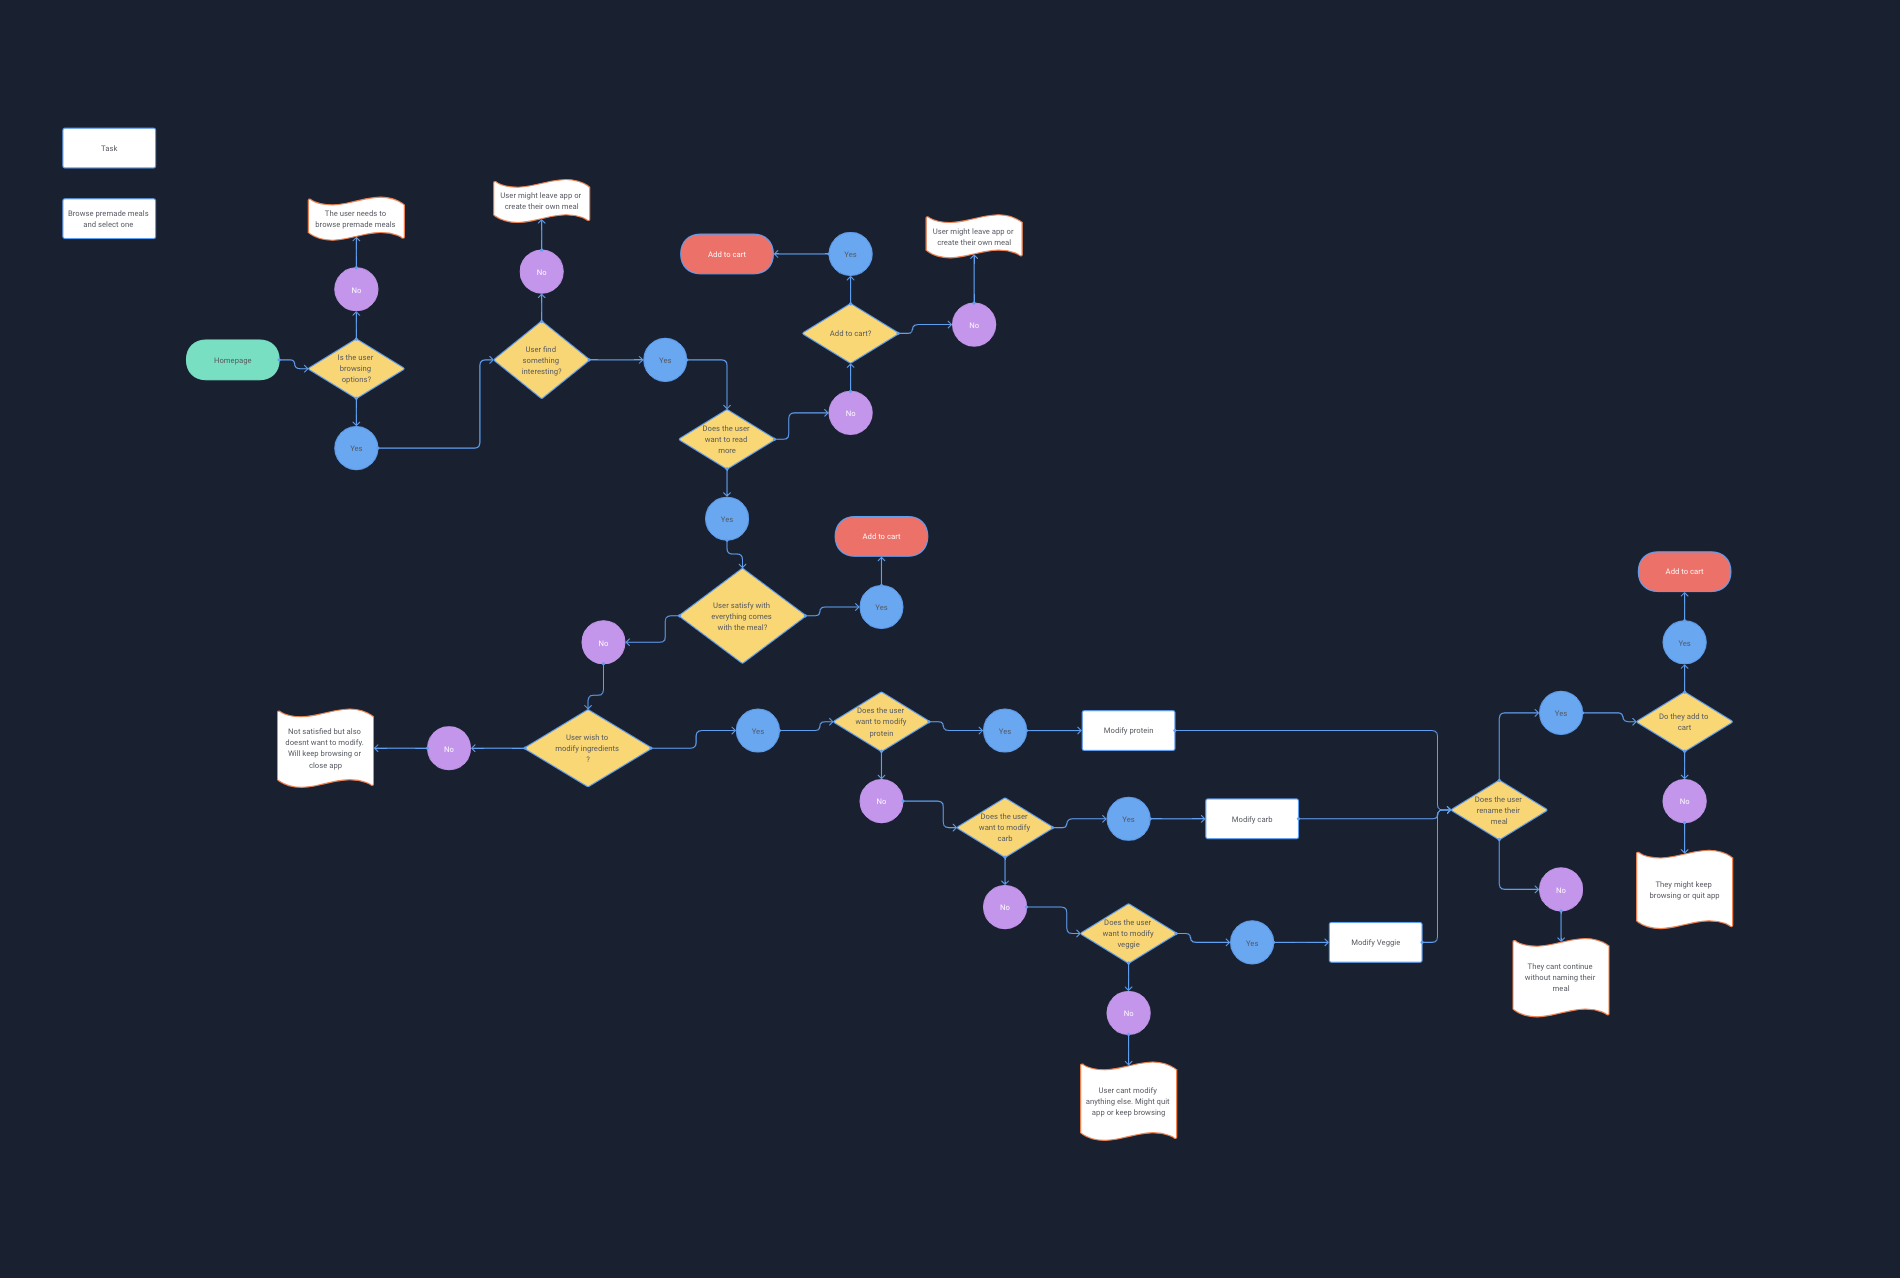 Task
Browse premade meals
and select one
The user needs to
browse premade meals
No
Homepage
Is the user
browsing
options?
Yes
User might leave app or
create their own meal
No
User find
something
interesting?
Yes
Add to cart
Yes
User might leave app or
create their own meal
Add to cart?
No
No
Does the user
want to read
more
Yes
Add to cart
User satisfy with
everything comes
with the meal?
Yes
No
Not satisfied but also
doesnt want to modify.
Will keep browsing or
close app
No
User wish to
modify ingredients
?
Yes
Does the user
want to modify
protein
Yes
Modify protein
No
Does the user
want to modify
carb
Yes
Modify carb
No
Does the user
want to modify
veggie
Yes
Modify Veggie
No
User cant modify
anything else. Might quit
app or keep browsing
Does the user
rename their
meal
Yes
Do they add to
cart
Yes
Add to cart
No
They might keep
browsing or quit app
No
They cant continue
without naming their
meal